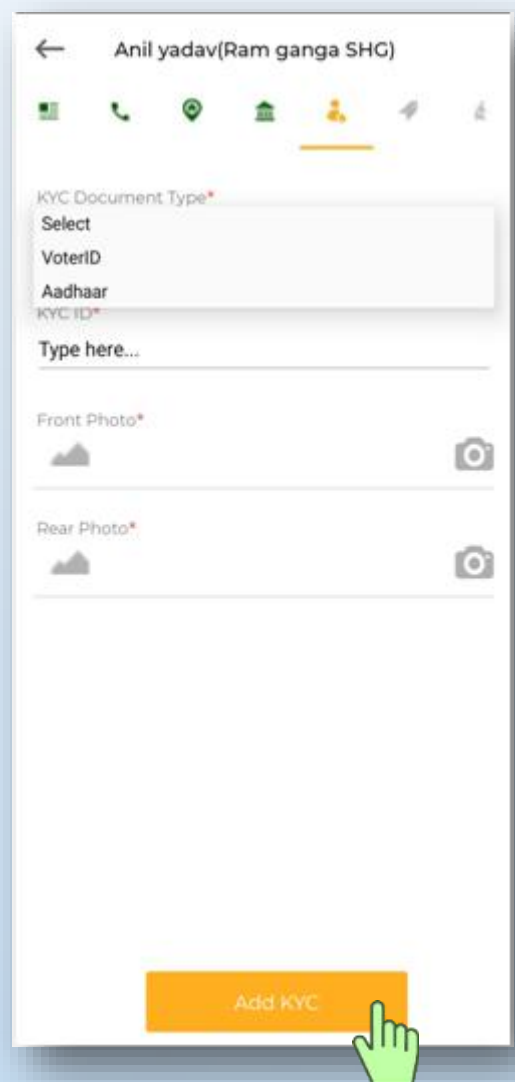 Anil yadav(Ram ganga SHG)
KYC Document Type*
Select
VoterID
Aadhaar
KYC ID*
Type here...
Front Photo*
Rear Photo*
Add KYC